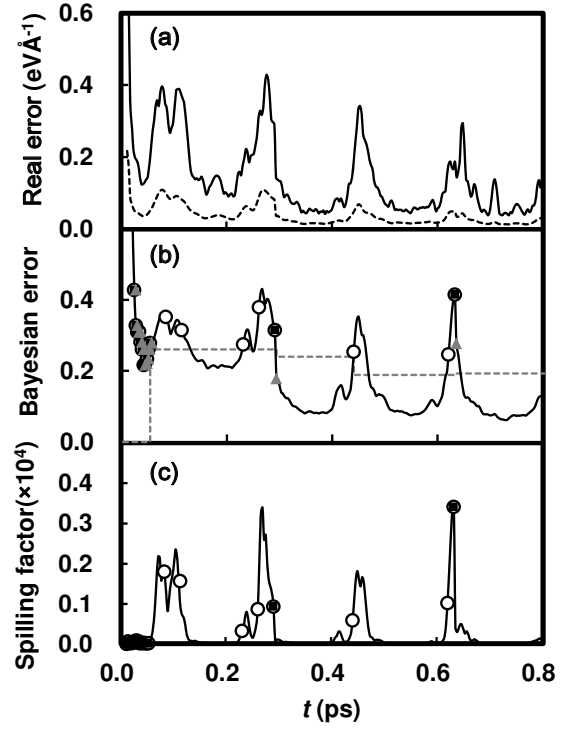 (a)
Real error (eVÅ-1)
0.6
0.4
0.2
0.0
(b)
Bayesian error
0.4
0.2
0.0
(c)
Spilling factor(×10⁴)
0.4
0.3
0.2
0.1
0.0
0.0 0.2 0.4 0.6 0.8
t (ps)